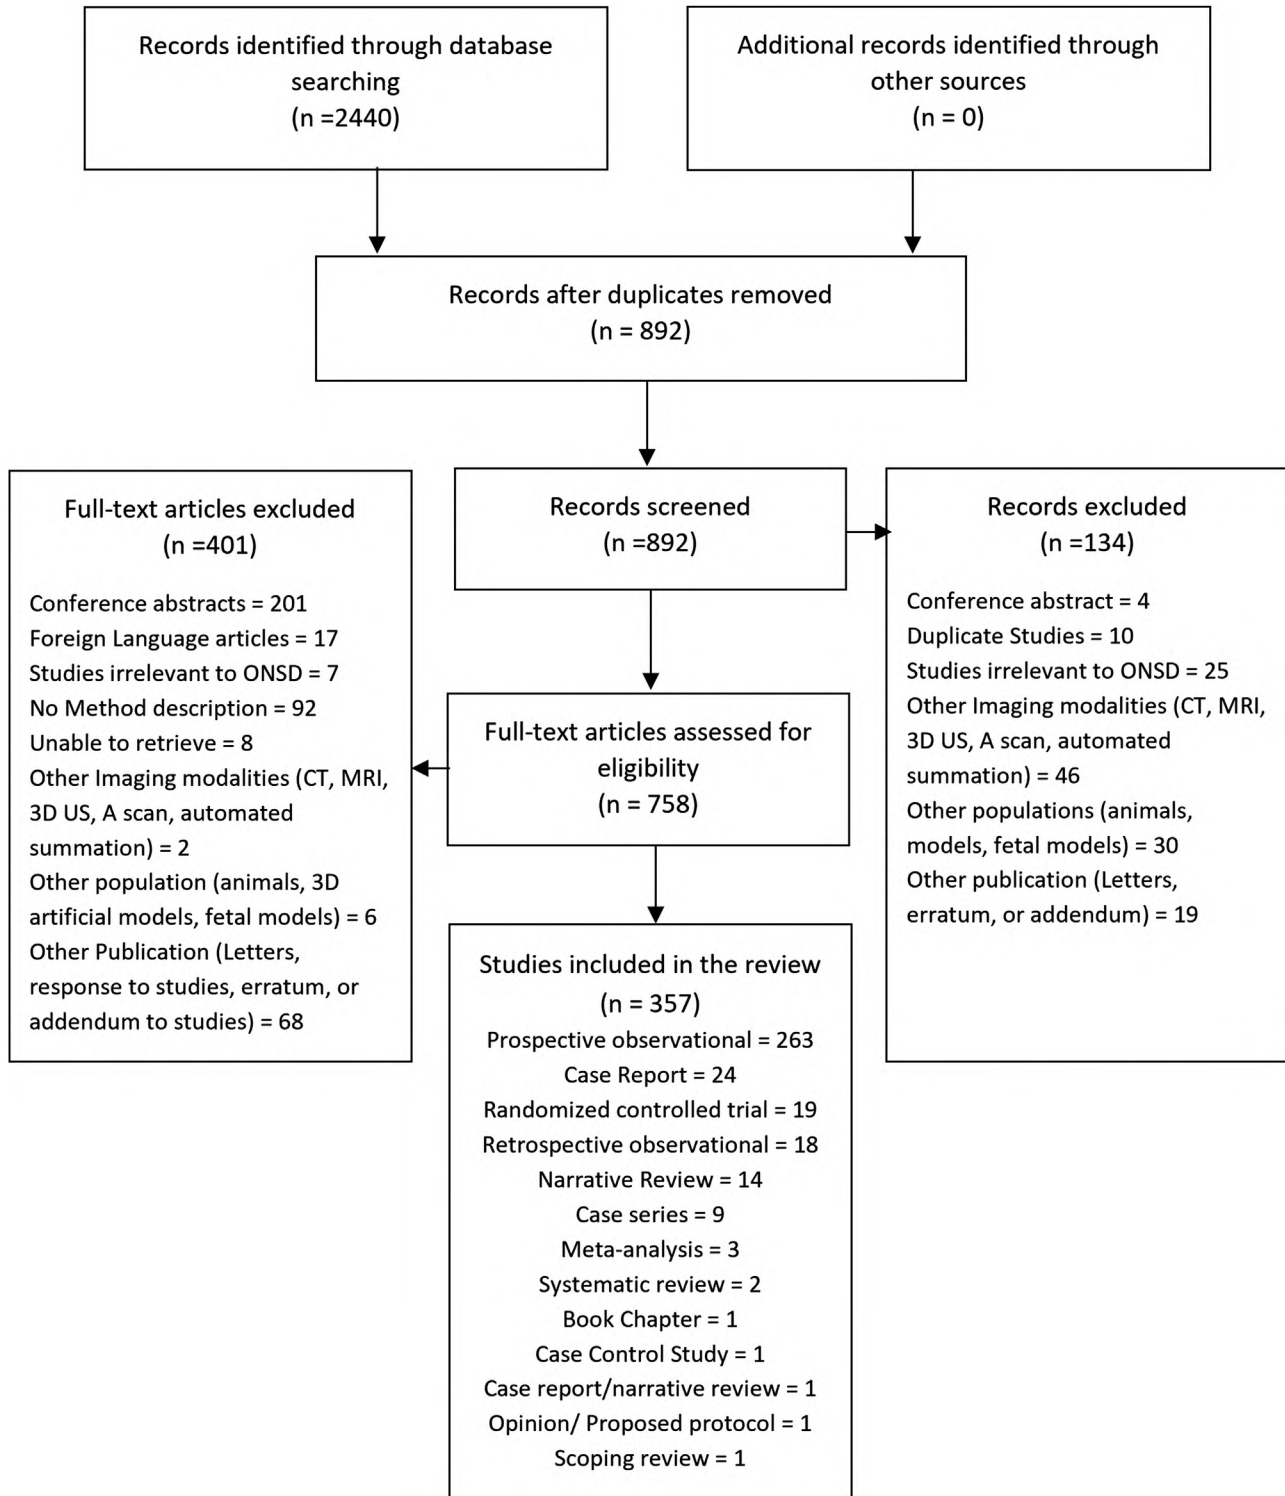 Records identified through database
searching
(n =2440)
Additional records identified through
other sources
(n = 0)
Records after duplicates removed
(n = 892)
Full-text articles excluded
(n =401)
Conference abstracts = 201
Foreign Language articles = 17
Studies irrelevant to ONSD = 7
No Method description = 92
Unable to retrieve = 8
Other Imaging modalities (CT, MRI,
3D US, A scan, automated
summation) = 2
Other population (animals, 3D
artificial models, fetal models) = 6
Other Publication (Letters,
response to studies, erratum, or
addendum to studies) = 68
Records screened
(n =892)
Records excluded
(n =134)
Conference abstract = 4
Duplicate Studies = 10
Studies irrelevant to ONSD = 25
Other Imaging modalities (CT, MRI,
3D US, A scan, automated
summation) = 46
Other populations (animals,
models, fetal models) = 30
Other publication (Letters,
erratum, or addendum) = 19
Full-text articles assessed for
eligibility
(n = 758)
Studies included in the review
(n = 357)
Prospective observational = 263
Case Report = 24
Randomized controlled trial = 19
Retrospective observational = 18
Narrative Review = 14
Case series = 9
Meta-analysis = 3
Systematic review = 2
Book Chapter = 1
Case Control Study = 1
Case report/narrative review = 1
Opinion/ Proposed protocol = 1
Scoping review = 1